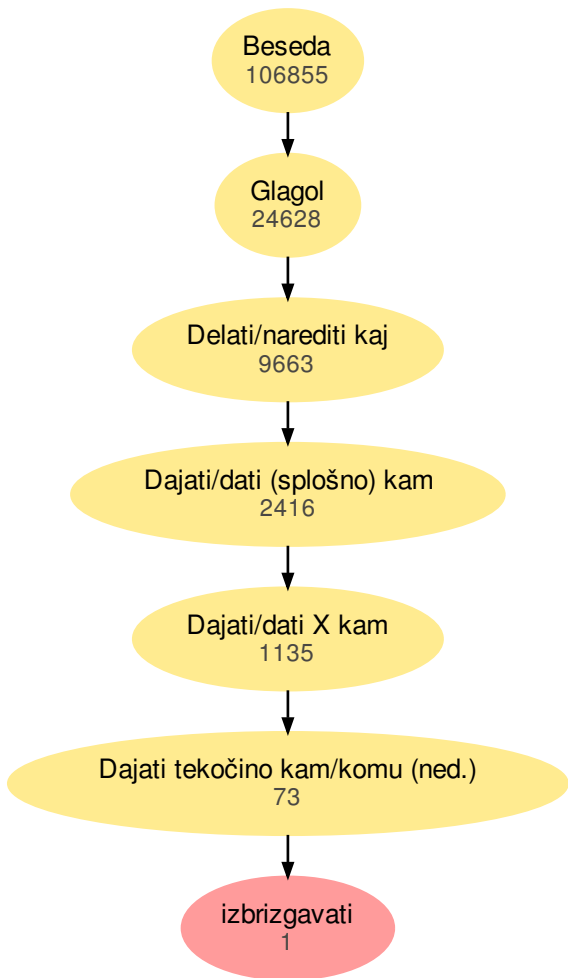 Beseda
106855
Glagol
24628
Delati/narediti kaj
9663
Dajati/dati (splošno) kam
2416
Dajati/dati X kam
1135
Dajati tekočino kam/komu (ned.)
73
izbrizgavati
1